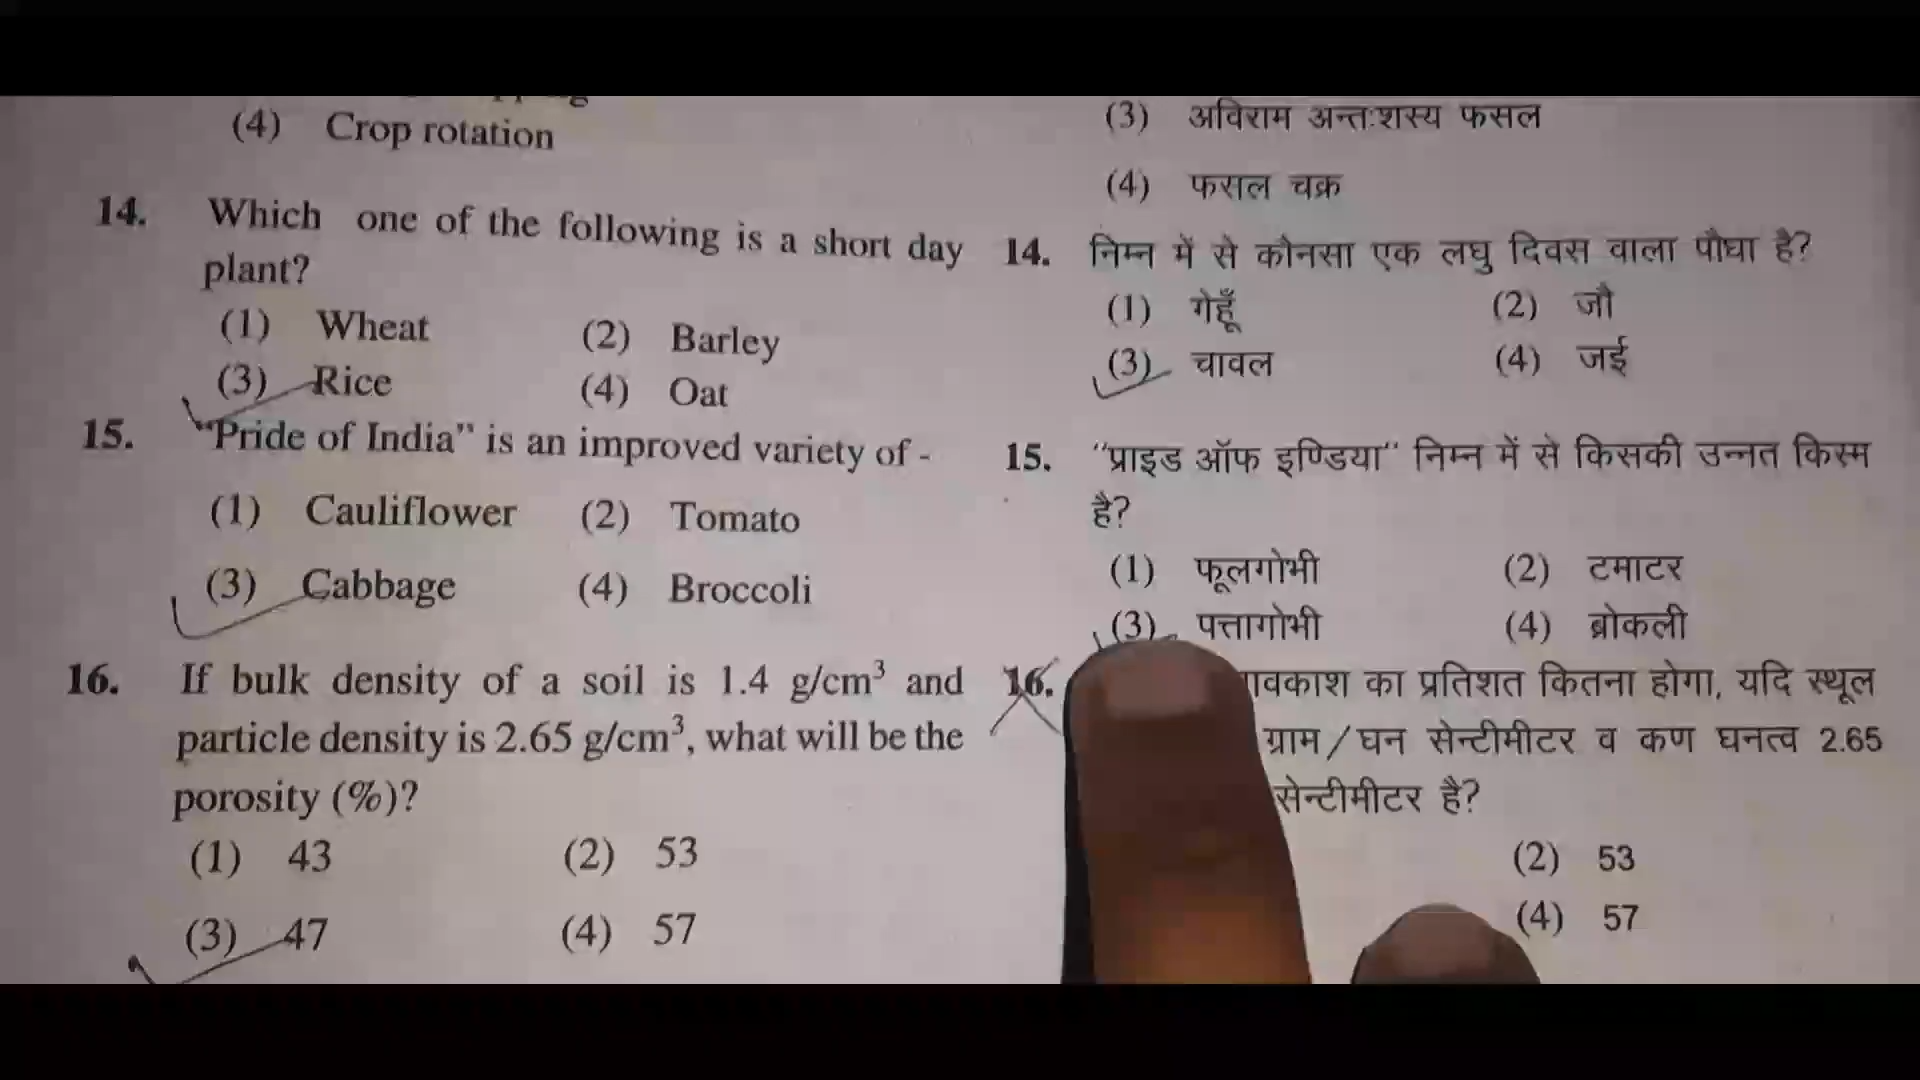 (4) Crop rotation
14. Which one of the following is a short day
plant?
(1) Wheat (2) Barley
(3) Rice (4) Oat
15. "Pride of India" is an improved variety of -
(1) Cauliflower (2) Tomato
(3) Cabbage (4) Broccoli
16. If bulk density of a soil is 1.4 g/cm³ and
particle density is 2.65 g/cm³, what will be the
porosity (%)?
(1) 43 (2) 53
(3) 47 (4) 57
(3) अविराम अन्तःशस्य फसल
(4) फसल चक्र
14. निम्न में से कौनसा एक लघु दिवस वाला पौघा है?
(1) गेहूँ (2) जौ
(3) चावल (4) जई
15. "प्राइड ऑफ इण्डिया" निम्न में से किसकी उन्नत किस्म
है?
(1) फूलगोभी (2) टमाटर
(3) पत्तागोभी (4) ब्रोकली
16. का प्रतिशत कितना होगा, यदि स्थूल
ग्राम/घन सेन्टीमीटर व कण घनत्व 2.65
सेन्टीमीटर है?
(2) 53
(4) 57